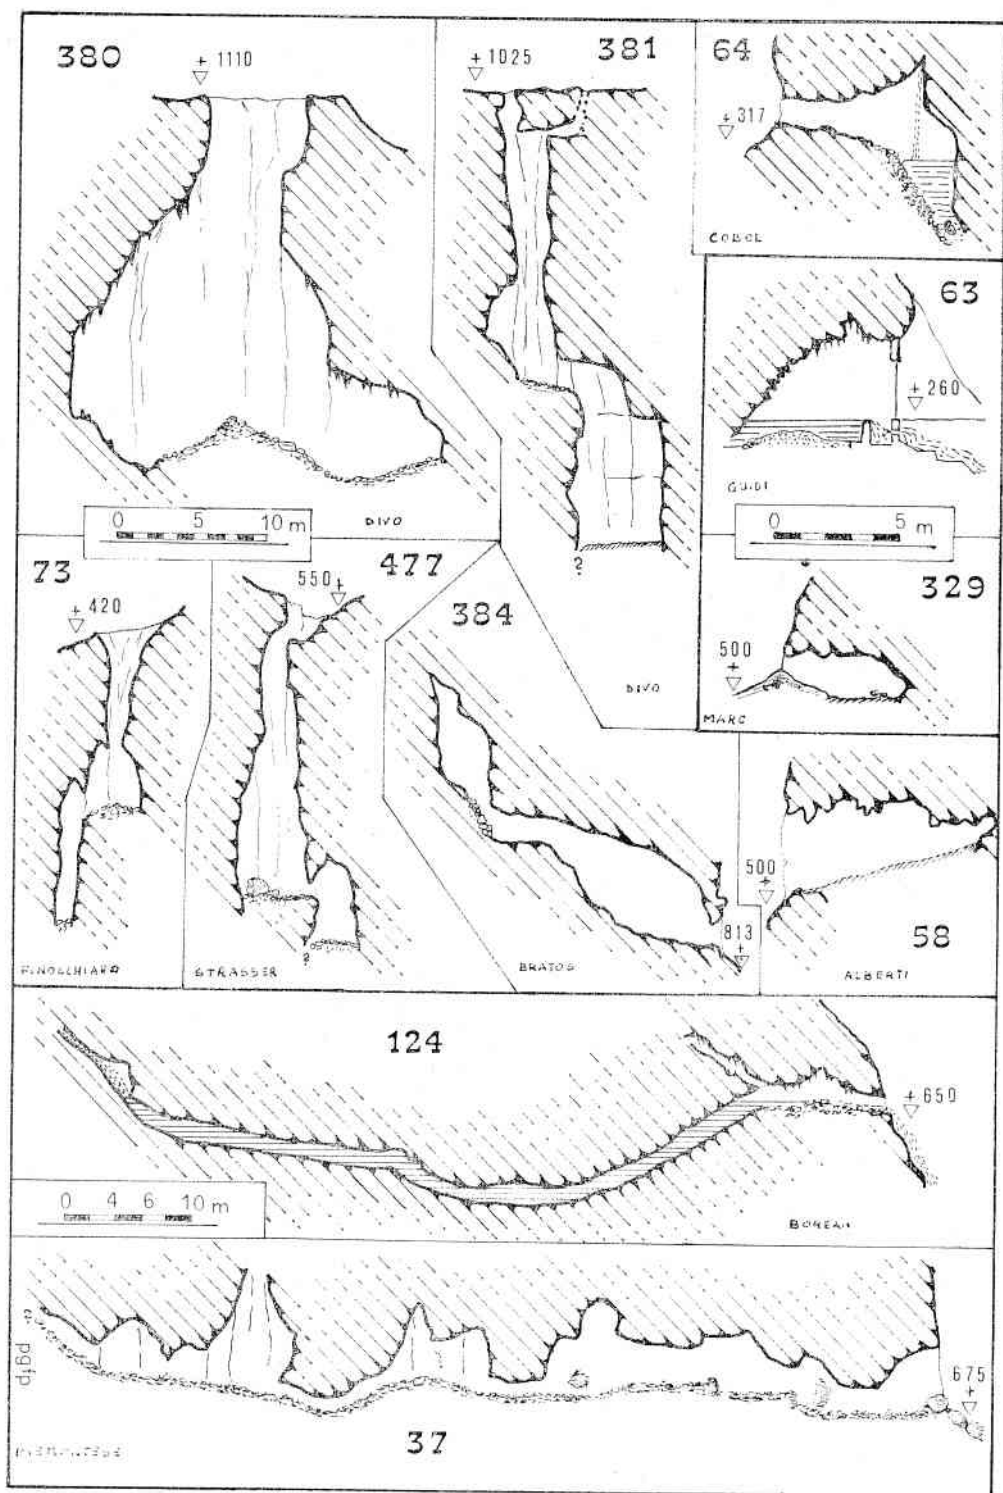 380
+ 1110
381
+ 1025
64
+ 317
COBOL
63
+ 260
GUIDI
0 5 10 m
DIVO
0 5 m
?
73
+ 420
477
550 +
384
DIVO
329
500
+
MARC
FINOCCHIARO
STRASSER
?
BRATOS
813
+
500
+
58
ALBERTI
124
+ 650
0 4 6 10 m
BOREAN
pgtp
37
675
+